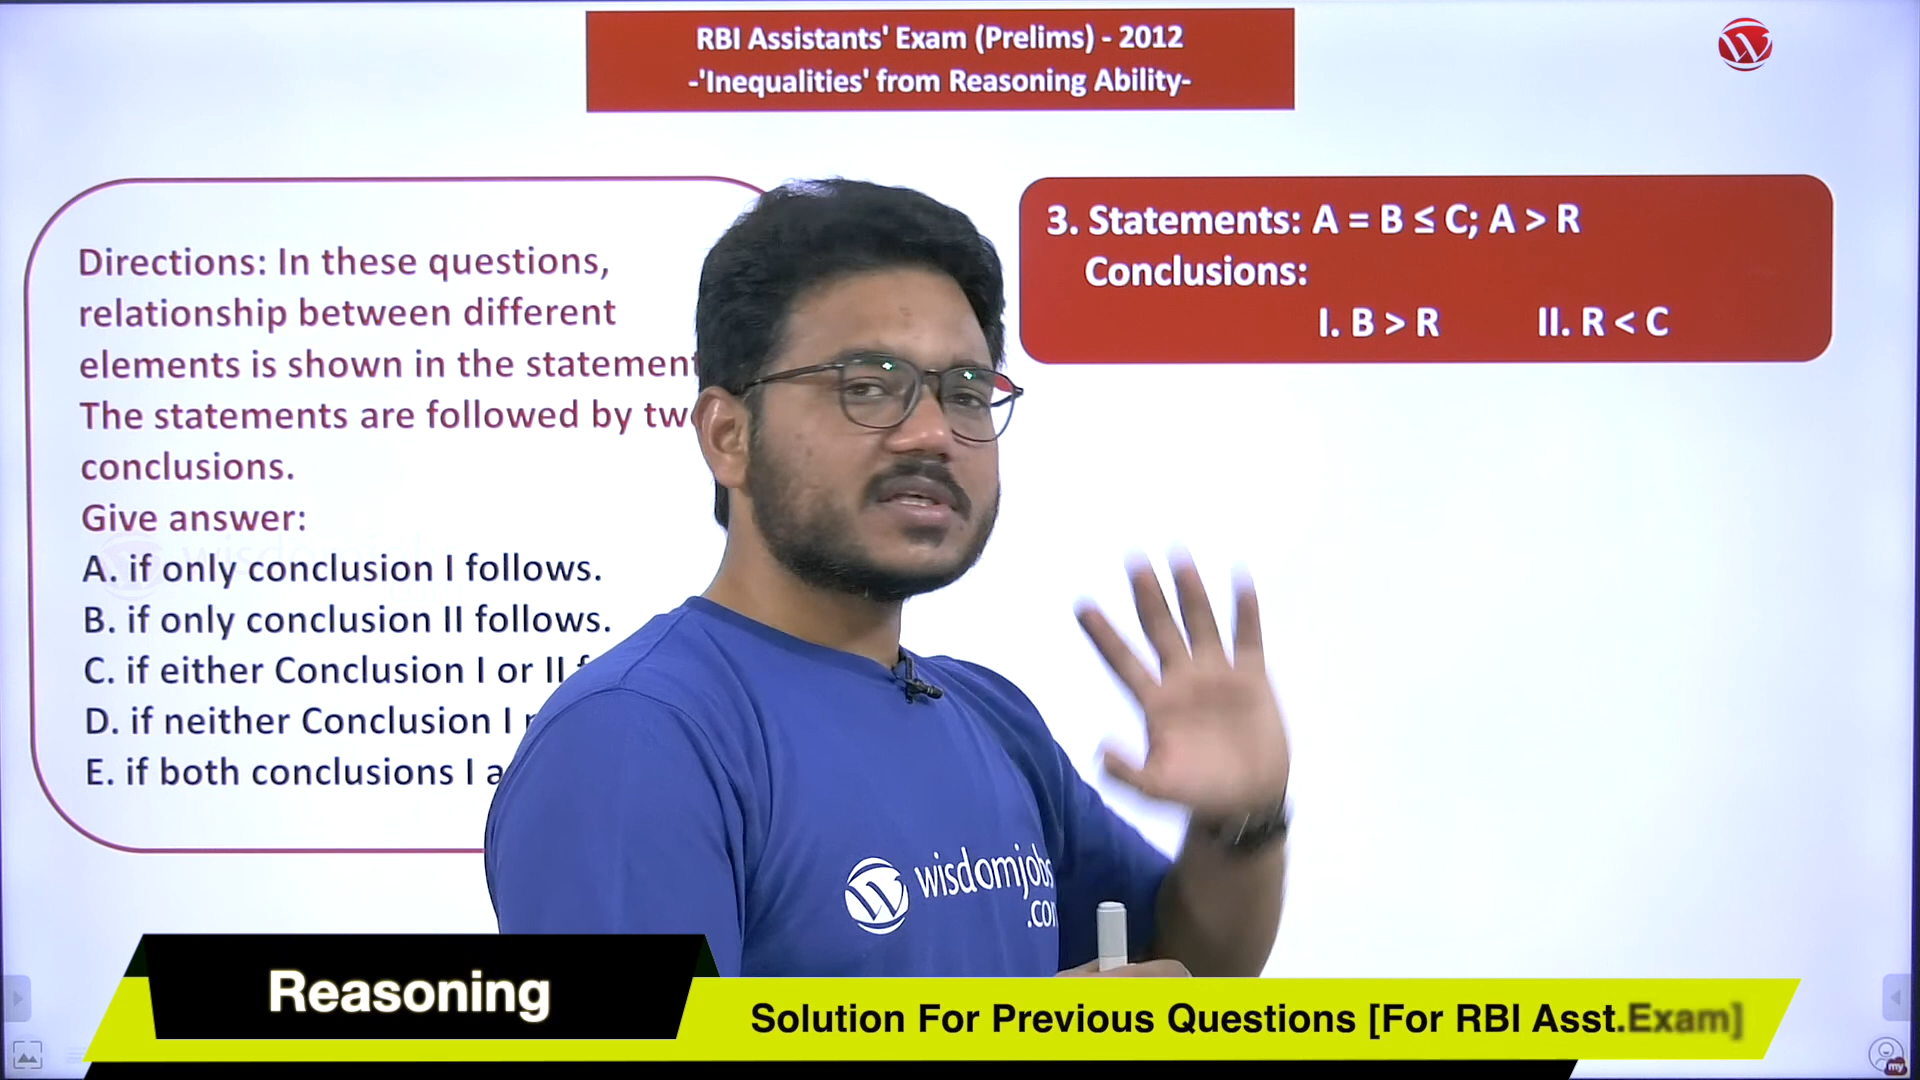 RBI Assistants' Exam (Prelims) - 2012
-'Inequalities' from Reasoning Ability-
Directions: In these questions,
relationship between different
elements is shown in the statement
The statements are followed by
conclusions.
Give answer:
A. if only conclusion I follows.
B. if only conclusion II follows.
C. if either Conclusion I or II
D. if neither Conclusion I
E. if both conclusions I
3. Statements: A = B ≤ C; A > R
Conclusions:
I. B > R II. R < C
wisdomjobs
Reasoning
Solution For Previous Questions [For RBI Asst.Exam]
my